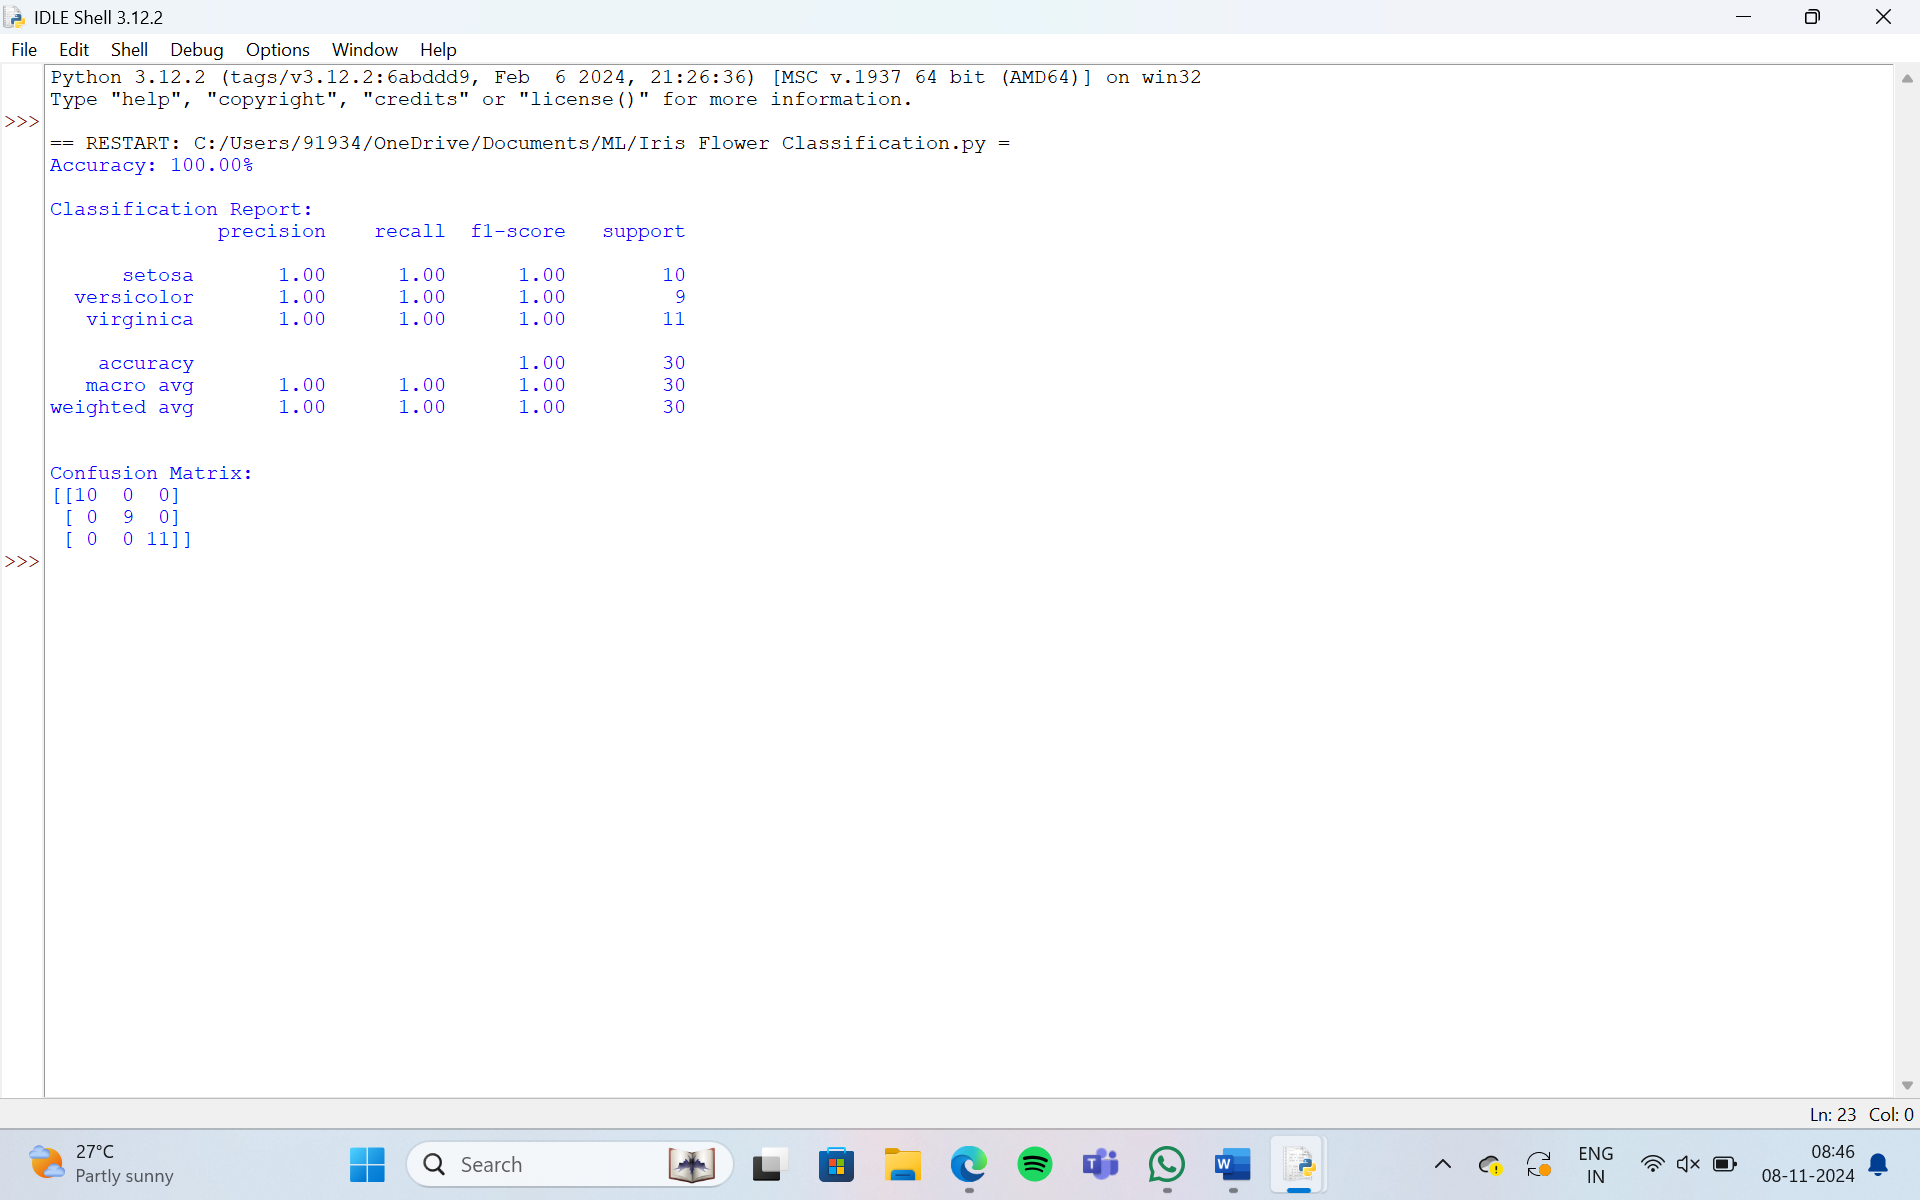 IDLE Shell 3.12.2
File Edit Shell Debug Options Window Help
Python 3.12.2 (tags/v3.12.2:6abddd9, Feb  6 2024, 21:26:36) [MSC v.1937 64 bit (AMD64)] on win32
Type "help", "copyright", "credits" or "license()" for more information.
>>>
== RESTART: C:/Users/91934/OneDrive/Documents/ML/Iris Flower Classification.py =
Accuracy: 100.00%
Classification Report:
              precision    recall  f1-score   support
      setosa       1.00      1.00      1.00        10
  versicolor       1.00      1.00      1.00         9
   virginica       1.00      1.00      1.00        11
    accuracy                           1.00        30
   macro avg       1.00      1.00      1.00        30
weighted avg       1.00      1.00      1.00        30
Confusion Matrix:
[[10  0  0]
 [ 0  9  0]
 [ 0  0 11]]
>>>
Ln: 23 Col: 0
27°C
Partly sunny
Search
ENG
IN
08:46
08-11-2024